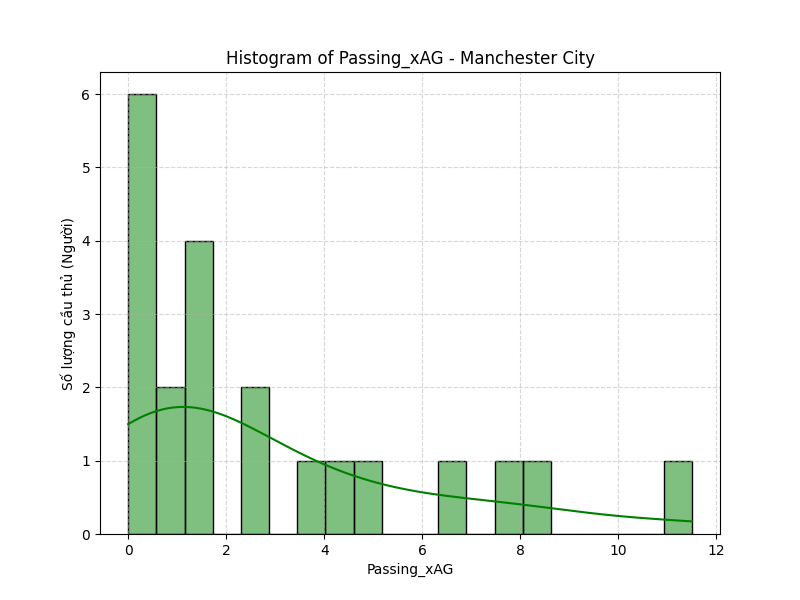 Histogram of Passing_xAG - Manchester City
Số lượng cầu thủ (Người)
6
5
4
3
2
1
0
0 2 4 6 8 10 12
Passing_xAG